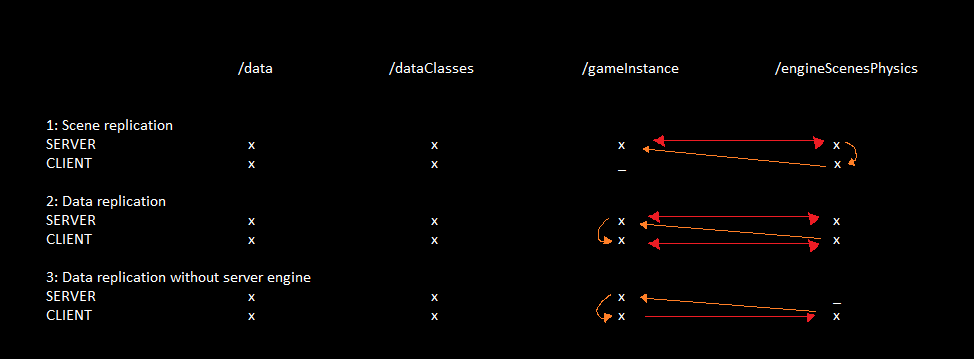 /data /dataClasses /gameInstance /engineScenesPhysics
1: Scene replication
SERVER x x x x
CLIENT x x _ x
2: Data replication
SERVER x x x x
CLIENT x x x x
3: Data replication without server engine
SERVER x x x _
CLIENT x x x x